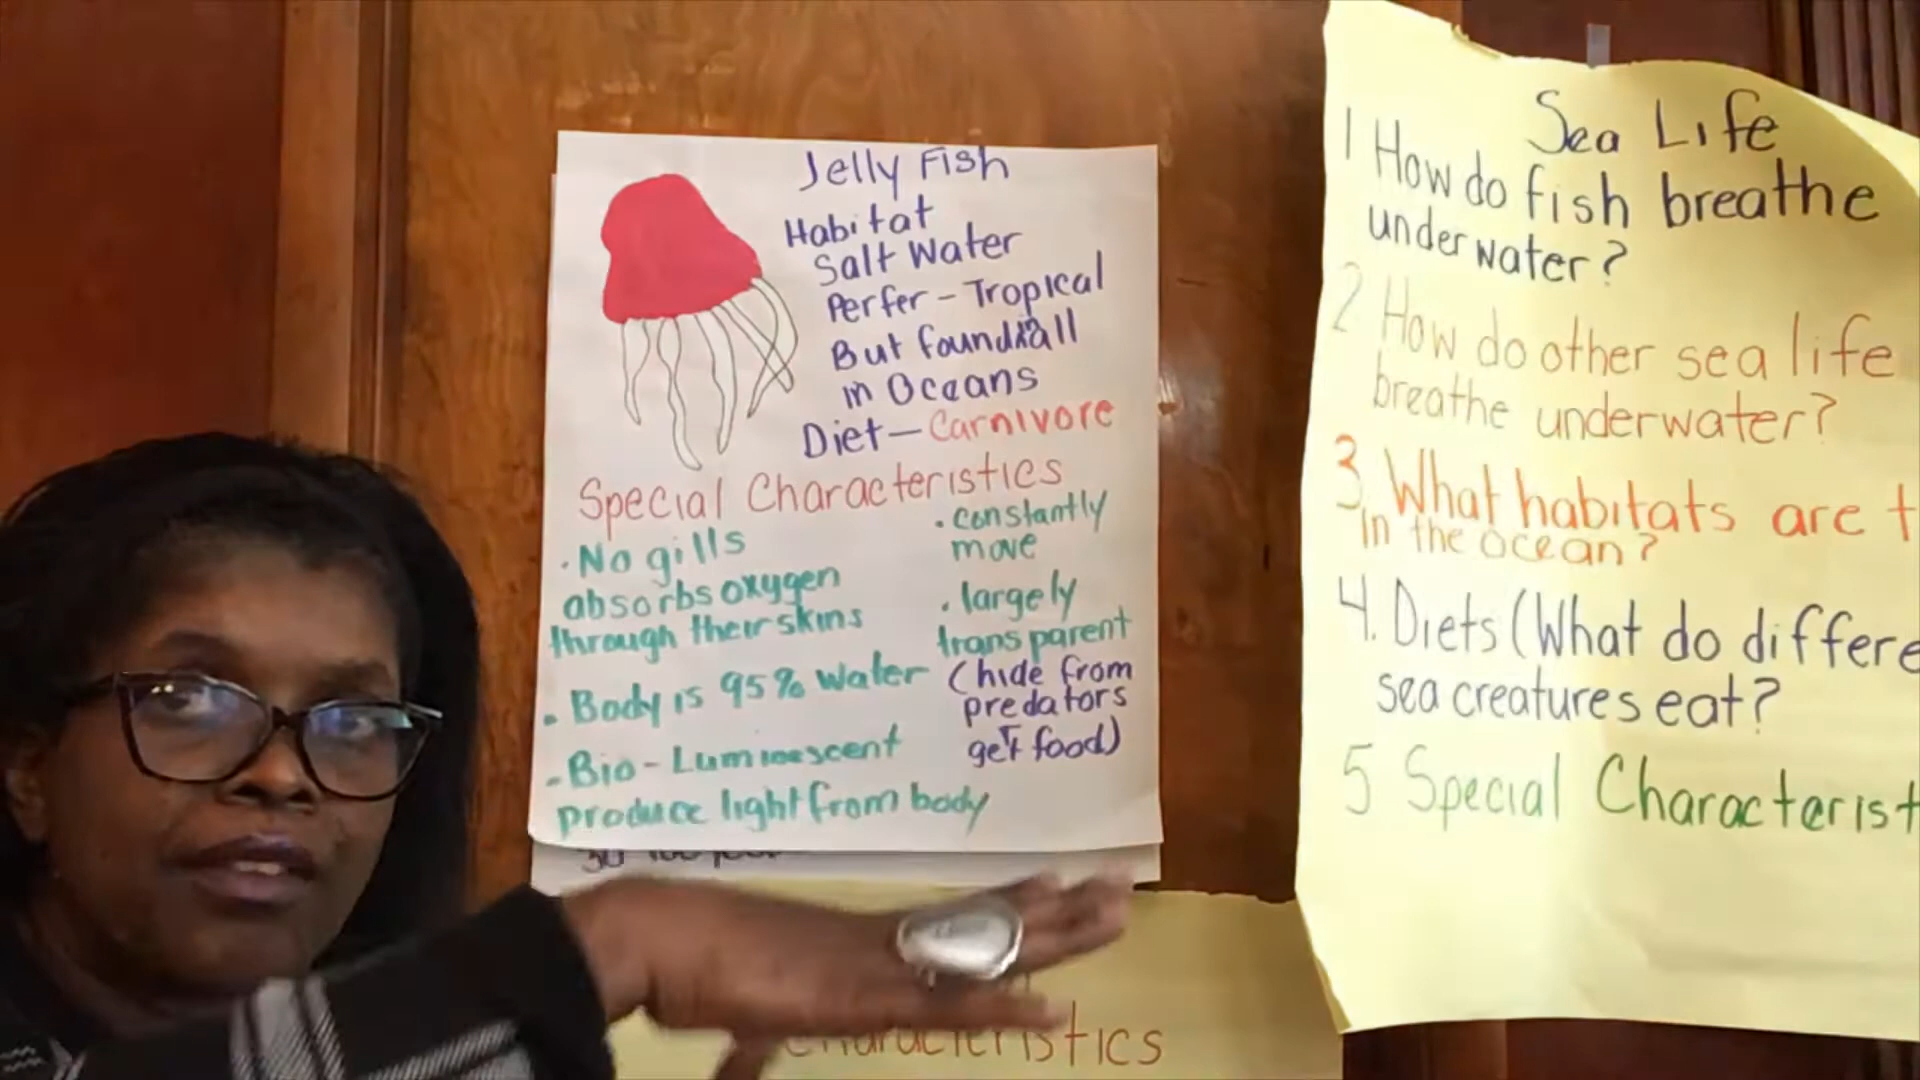 Jelly Fish
Habitat
Salt Water
Perfer - Tropical
But found all
in Oceans
Diet - Carnivore
Special Characteristics
. No gills
absorbs oxygen
through their skins
. Body is 95% water
- Bio-Luminescent
produce light from body
. constantly
move
. largely
transparent
(hide from
predators
get food)
Characteristics
Sea Life
1 How do fish breathe
underwater?
2 How do other sea life
breathe underwater?
3. What habitats are t
in the ocean?
4. Diets (What do differe
sea creatures eat?
5 Special Characterist